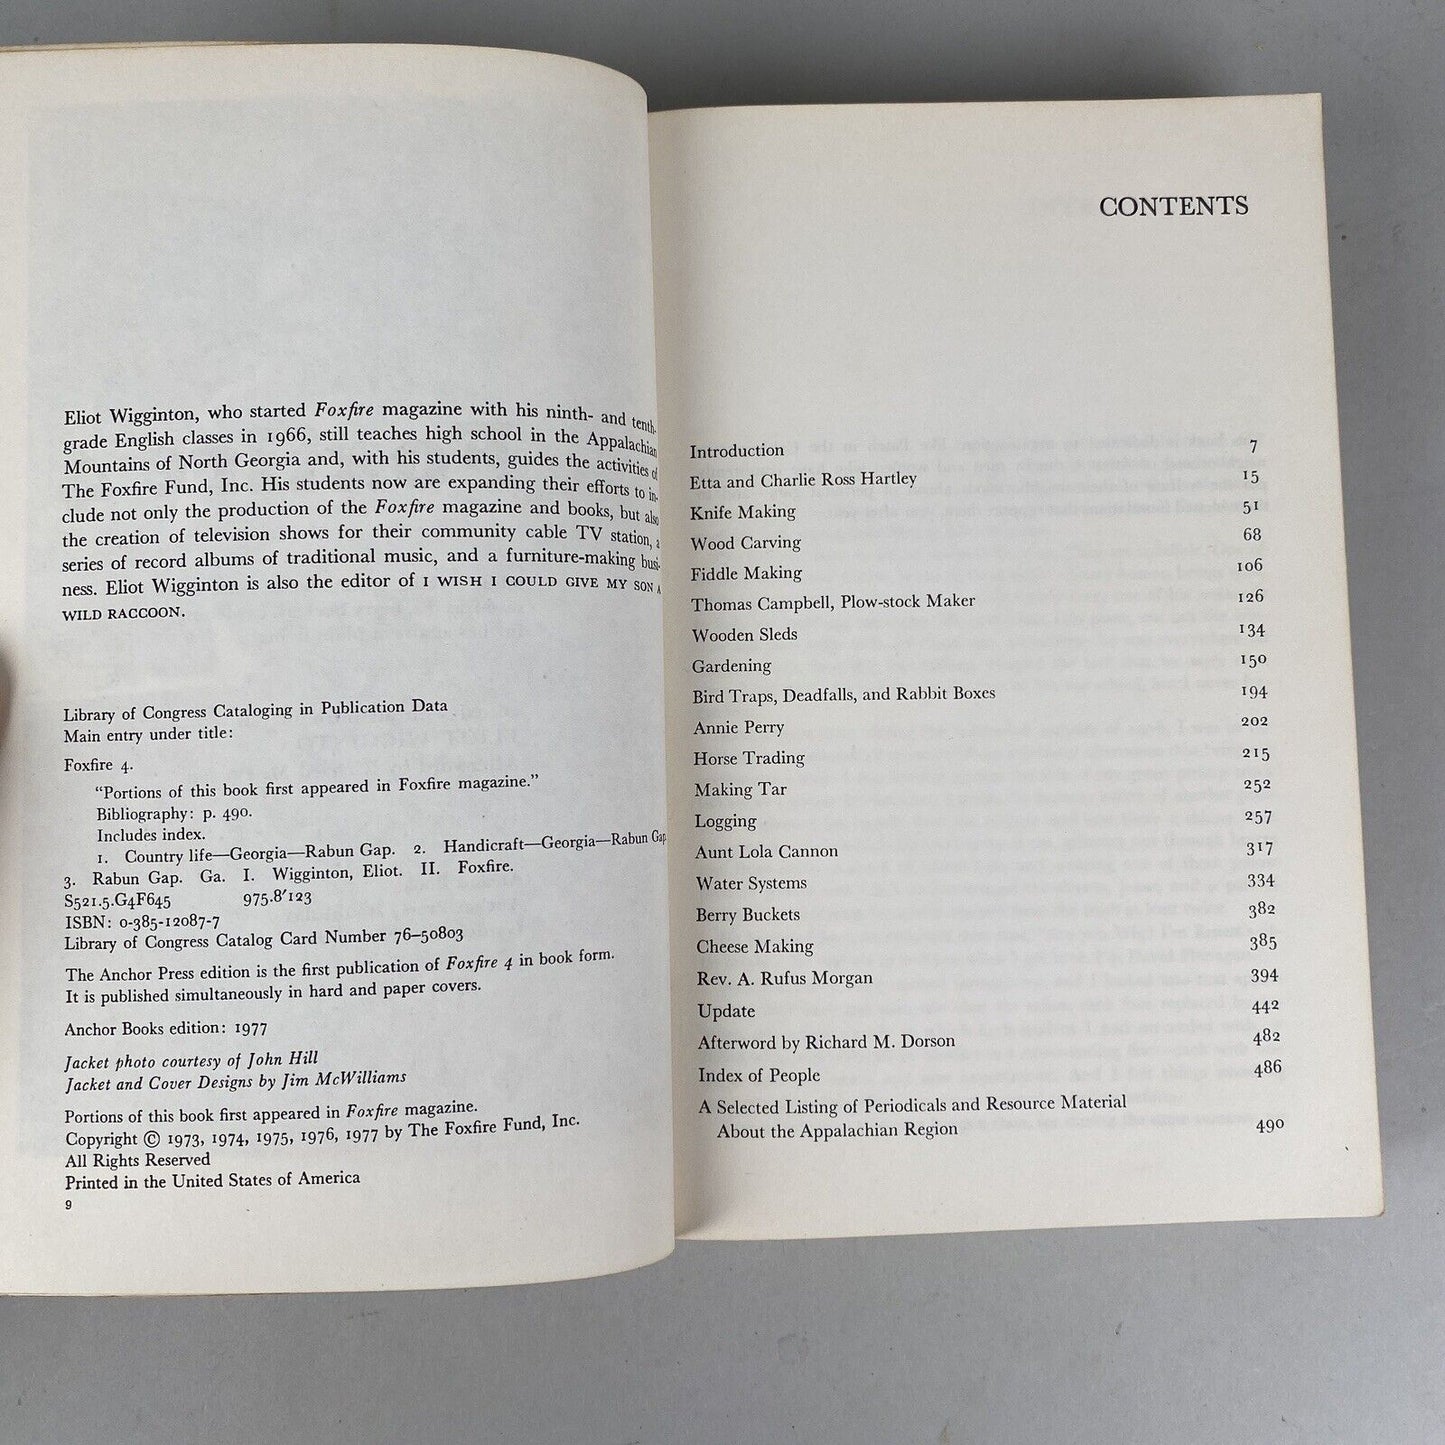 Eliot Wigginton, who started Foxfire magazine with his ninth- and tenth-
grade English classes in 1966, still teaches high school in the Appalachian
Mountains of North Georgia and, with his students, guides the activities of
The Foxfire Fund, Inc. His students now are expanding their efforts to in-
clude not only the production of the Foxfire magazine and books, but also
the creation of television shows for their community cable TV station, a
series of record albums of traditional music, and a furniture-making busi-
ness. Eliot Wigginton is also the editor of I WISH I COULD GIVE MY SON A
WILD RACCOON.
Library of Congress Cataloging in Publication Data
Main entry under title:
Foxfire 4.
"Portions of this book first appeared in Foxfire magazine."
Bibliography: p. 490.
Includes index.
1. Country life—Georgia—Rabun Gap. 2. Handicraft—Georgia—Rabun Gap.
3. Rabun Gap. Ga. I. Wigginton, Eliot. II. Foxfire.
S521.5.G4F645 975.8'123
ISBN: 0-385-12087-7
Library of Congress Catalog Card Number 76–50803
The Anchor Press edition is the first publication of Foxfire 4 in book form.
It is published simultaneously in hard and paper covers.
Anchor Books edition: 1977
Jacket photo courtesy of John Hill
Jacket and Cover Designs by Jim McWilliams
Portions of this book first appeared in Foxfire magazine.
Copyright © 1973, 1974, 1975, 1976, 1977 by The Foxfire Fund, Inc.
All Rights Reserved
Printed in the United States of America
9
CONTENTS
Introduction 7
Etta and Charlie Ross Hartley 15
Knife Making 51
Wood Carving 68
Fiddle Making 106
Thomas Campbell, Plow-stock Maker 126
Wooden Sleds 134
Gardening 150
Bird Traps, Deadfalls, and Rabbit Boxes 194
Annie Perry 202
Horse Trading 215
Making Tar 252
Logging 257
Aunt Lola Cannon 317
Water Systems 334
Berry Buckets 382
Cheese Making 385
Rev. A. Rufus Morgan 394
Update 442
Afterword by Richard M. Dorson 482
Index of People 486
A Selected Listing of Periodicals and Resource Material
About the Appalachian Region 490